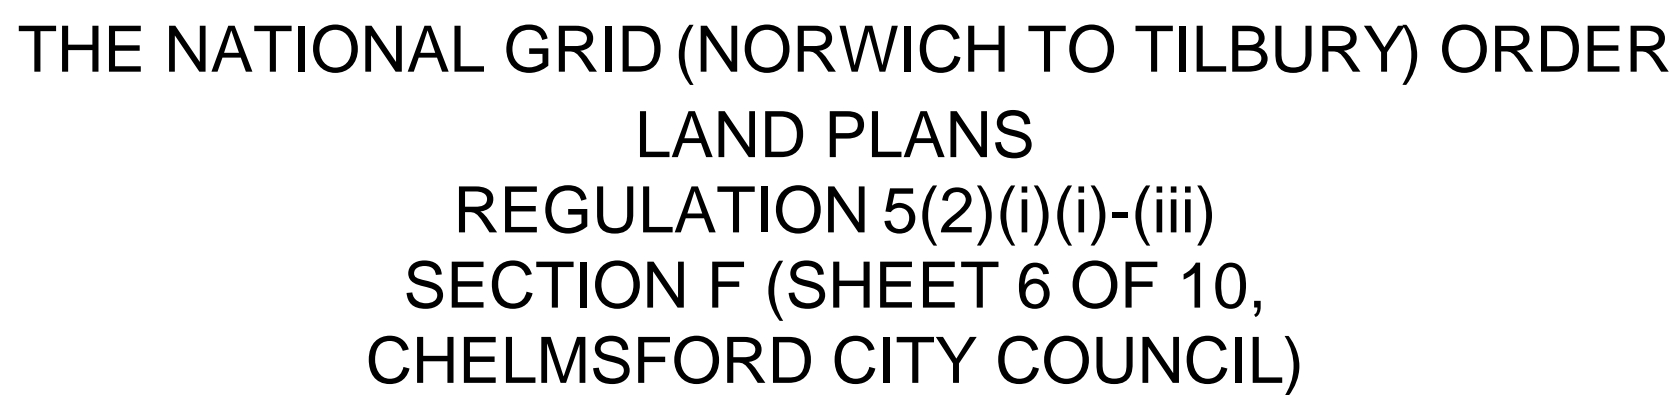 THE NATIONAL GRID (NORWICH TO TILBURY) ORDER
LAND PLANS
REGULATION 5(2)(i)(i)-(iii)
SECTION F (SHEET 6 OF 10,
CHELMSFORD CITY COUNCIL)